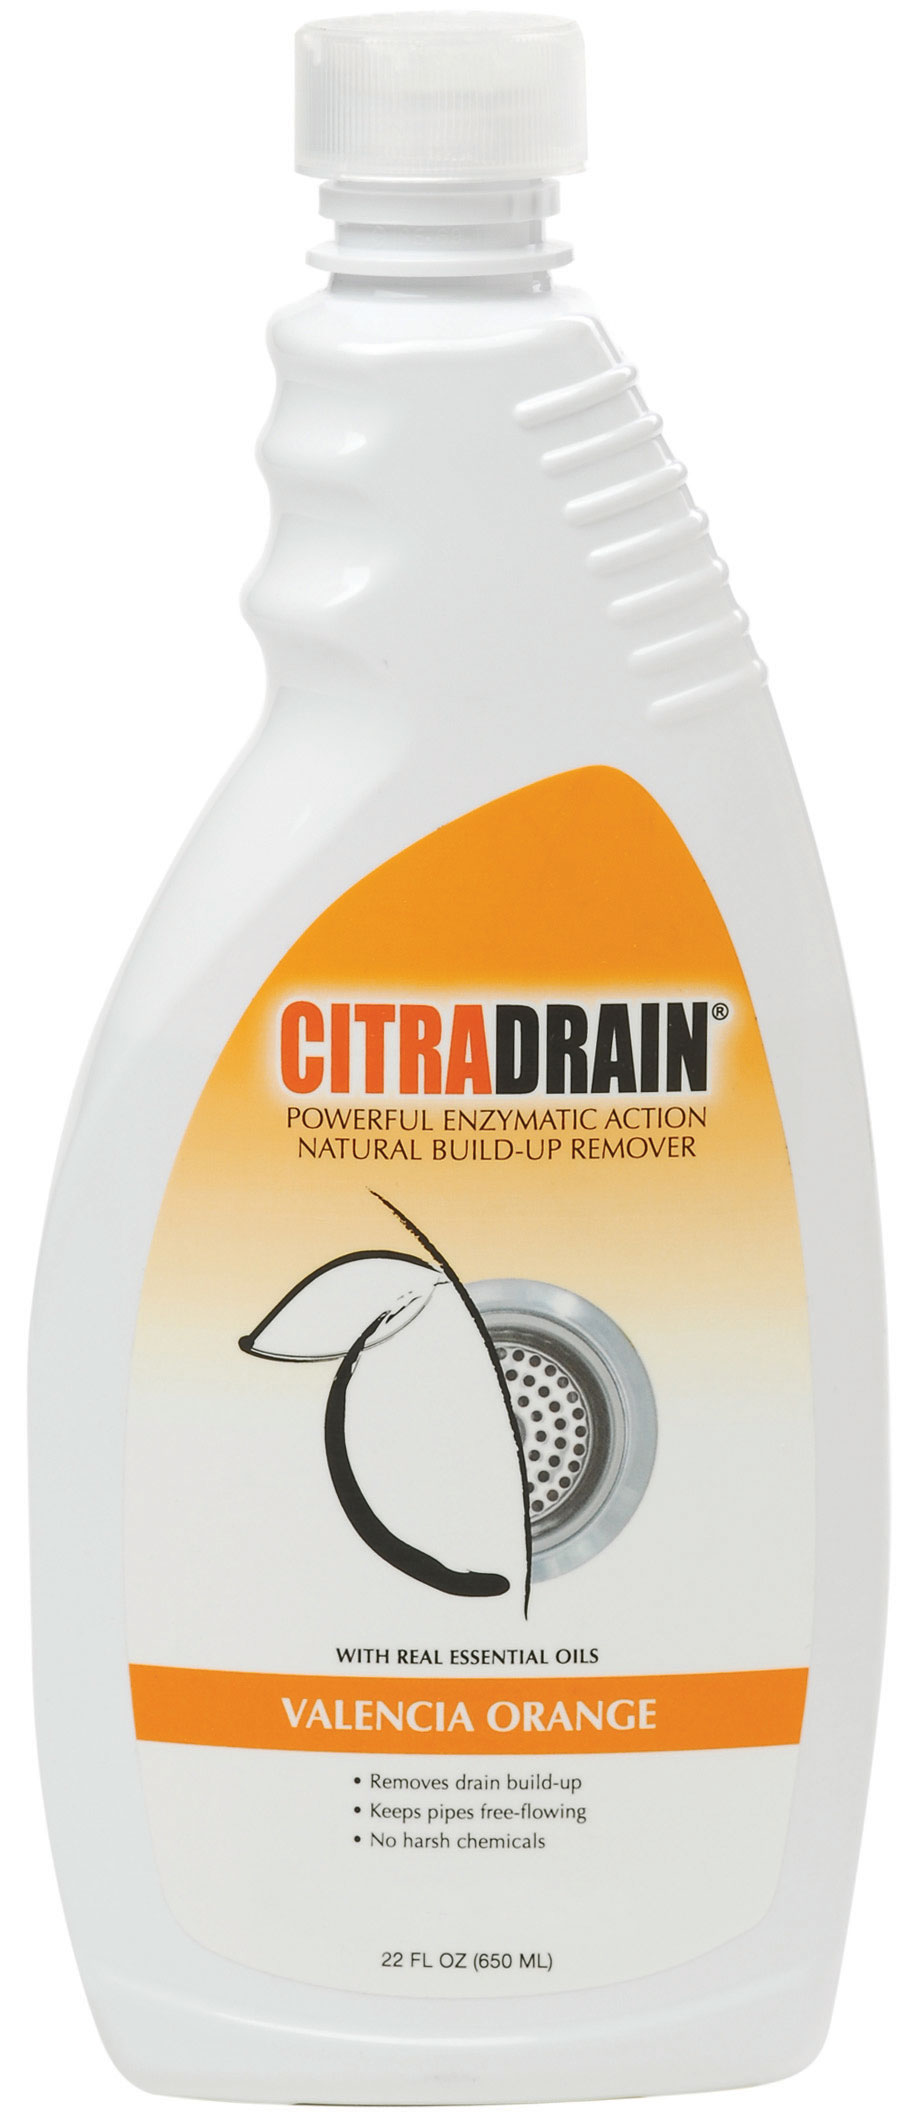 CITRADRAIN®
POWERFUL ENZYMATIC ACTION
NATURAL BUILD-UP REMOVER
WITH REAL ESSENTIAL OILS
VALENCIA ORANGE
• Removes drain build-up
• Keeps pipes free-flowing
• No harsh chemicals
22 FL OZ (650 ML)